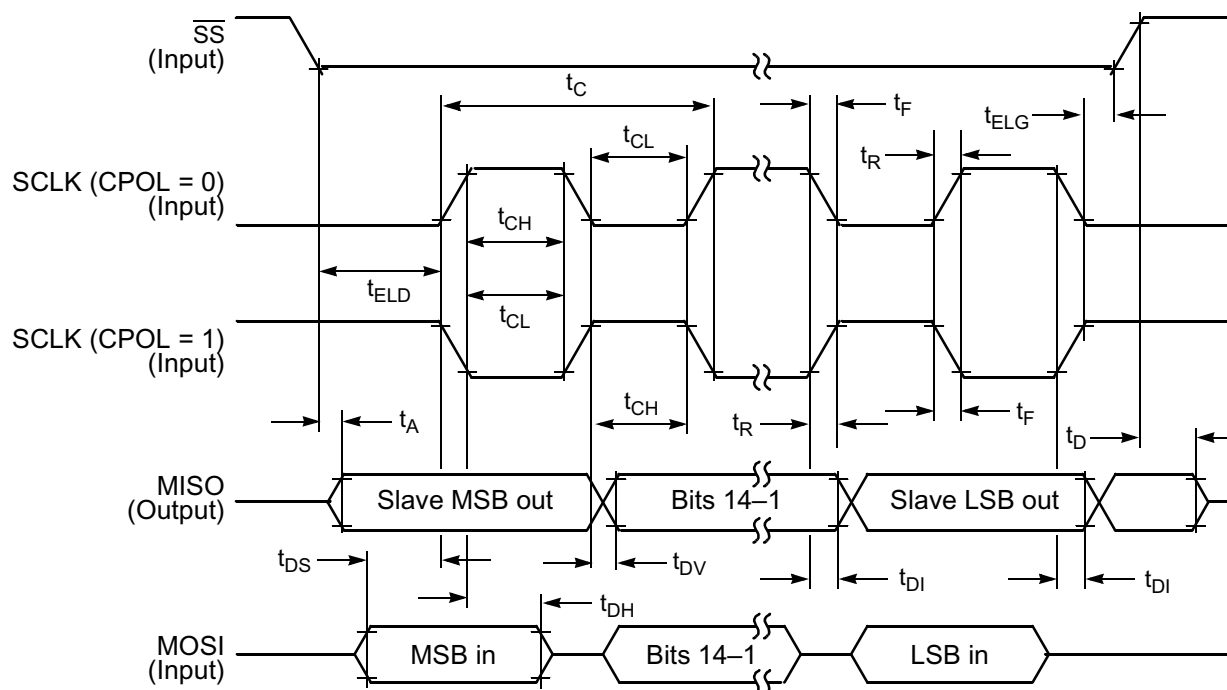 SS
(Input)
tC
tF
tELG
tCL
tR
SCLK (CPOL = 0)
(Input)
tCH
tELD
tCL
SCLK (CPOL = 1)
(Input)
tA
tCH
tR
tF
tD
MISO
(Output)
Slave MSB out
Bits 14–1
Slave LSB out
tDS
tDV
tDI
tDI
tDH
MOSI
(Input)
MSB in
Bits 14–1
LSB in